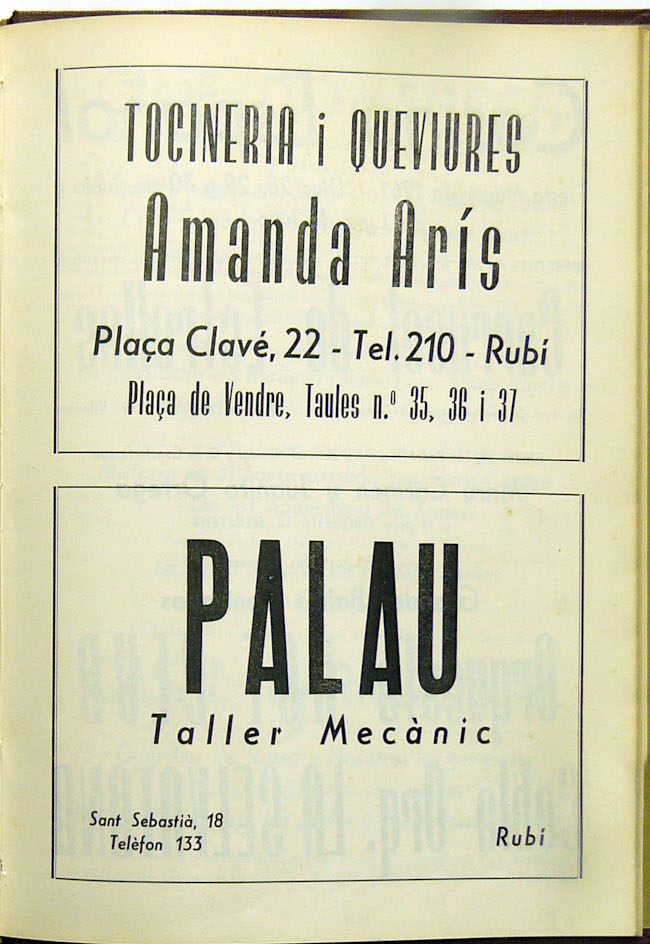 TOCINERIA i QUEVIURES
Amanda Arís
Plaça Clavé, 22 - Tel. 210 - Rubí
Plaça de Vendre, Taules n.º 35, 36 i 37
PALAU
Taller Mecànic
Sant Sebastià, 18
Telèfon 133
Rubí